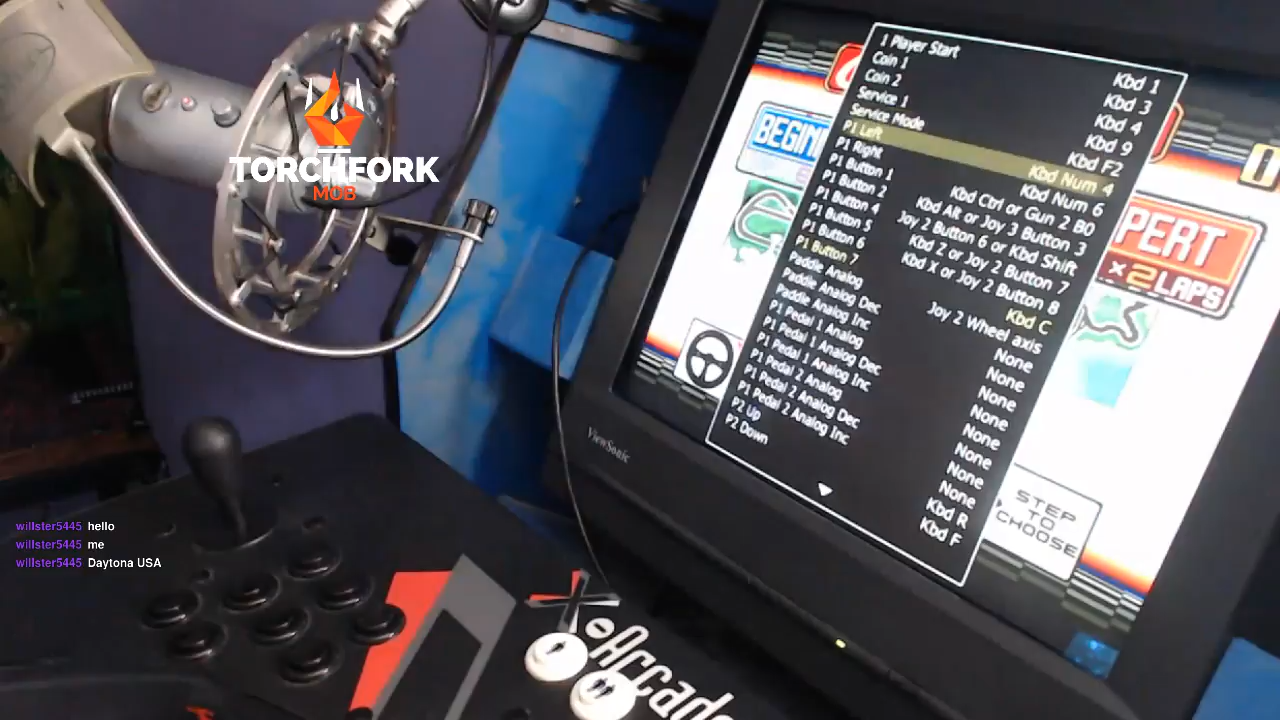 TORCHFORK
MOB
1 Player Start Kbd 1
Coin 1 Kbd 3
Coin 2 Kbd 4
Service 1 Kbd 9
Service Mode Kbd F2
P1 Left Kbd Num 4
P1 Right Kbd Num 6
P1 Button 1 Kbd Ctrl or Gun 2 B0
P1 Button 2 Kbd Alt or Joy 3 Button 3
P1 Button 4 Joy 2 Button 6 or Kbd Shift
P1 Button 5 Kbd Z or Joy 2 Button 7
P1 Button 6 Kbd X or Joy 2 Button 8
P1 Button 7 Kbd C
Paddle Analog Joy 2 Wheel axis
Paddle Analog Dec None
Paddle Analog Inc None
P1 Pedal 1 Analog None
P1 Pedal 1 Analog Dec None
P1 Pedal 1 Analog Inc None
P1 Pedal 2 Analog None
P1 Pedal 2 Analog Dec None
P1 Pedal 2 Analog Inc None
P2 Up Kbd R
P2 Down Kbd F
PERT
×2 LAPS
STEP
TO
CHOOSE
ViewSonic
willster5445 hello
willster5445 me
willster5445 Daytona USA
X-Arcade